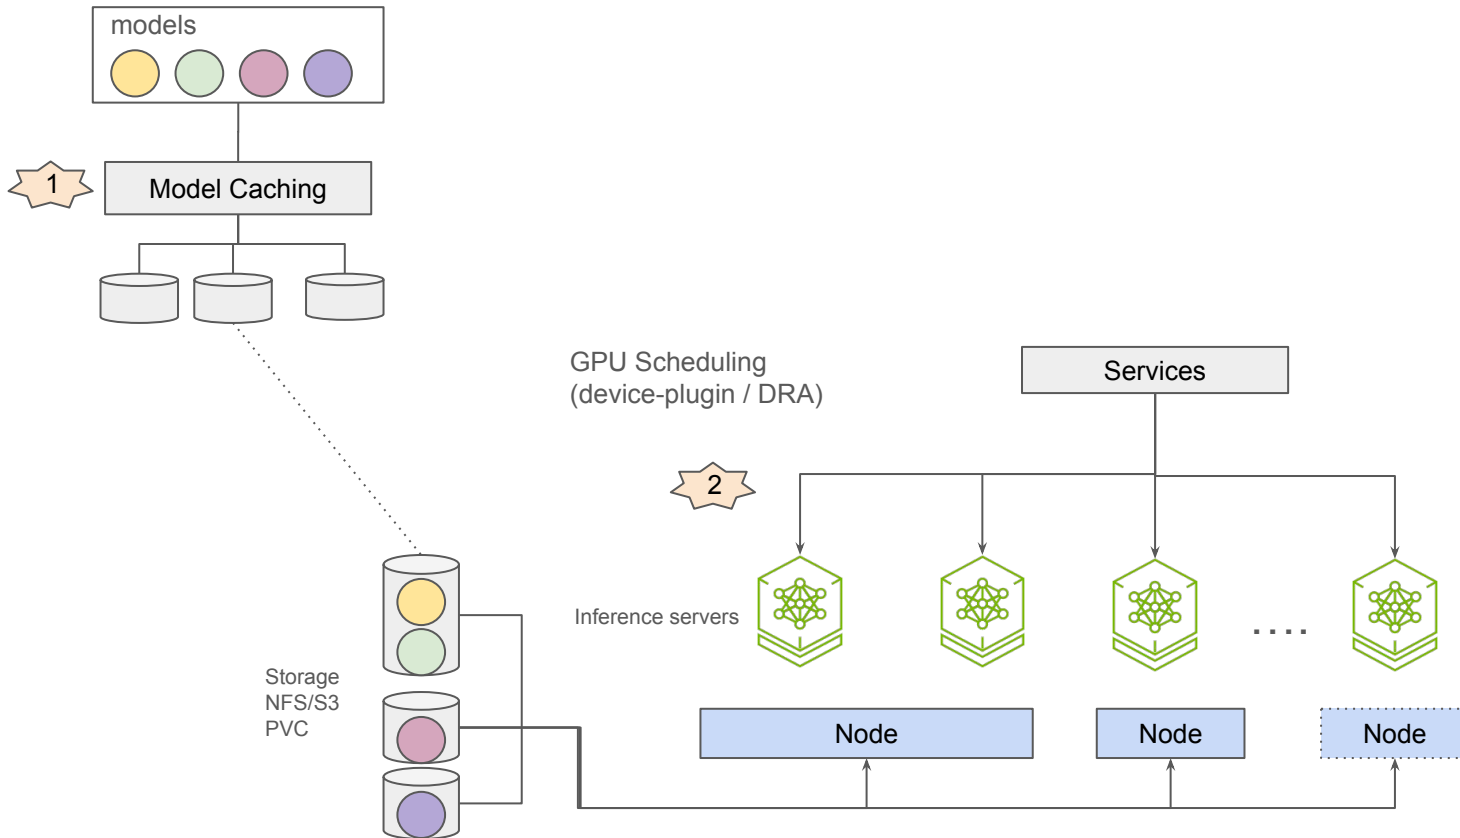 models
1
Model Caching
GPU Scheduling
(device-plugin / DRA)
Services
2
Inference servers
....
Storage
NFS/S3
PVC
Node
Node
Node